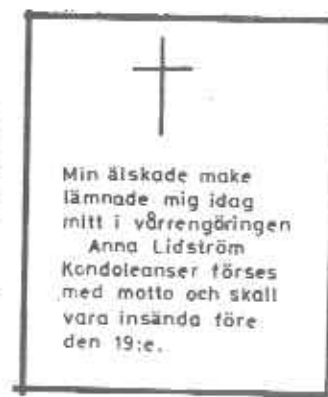 Min älskade make
lämnade mig idag
mitt i vårrengöringen
Anna Lidström
Kondoleanser förses
med motto och skall
vara insända före
den 19:e.